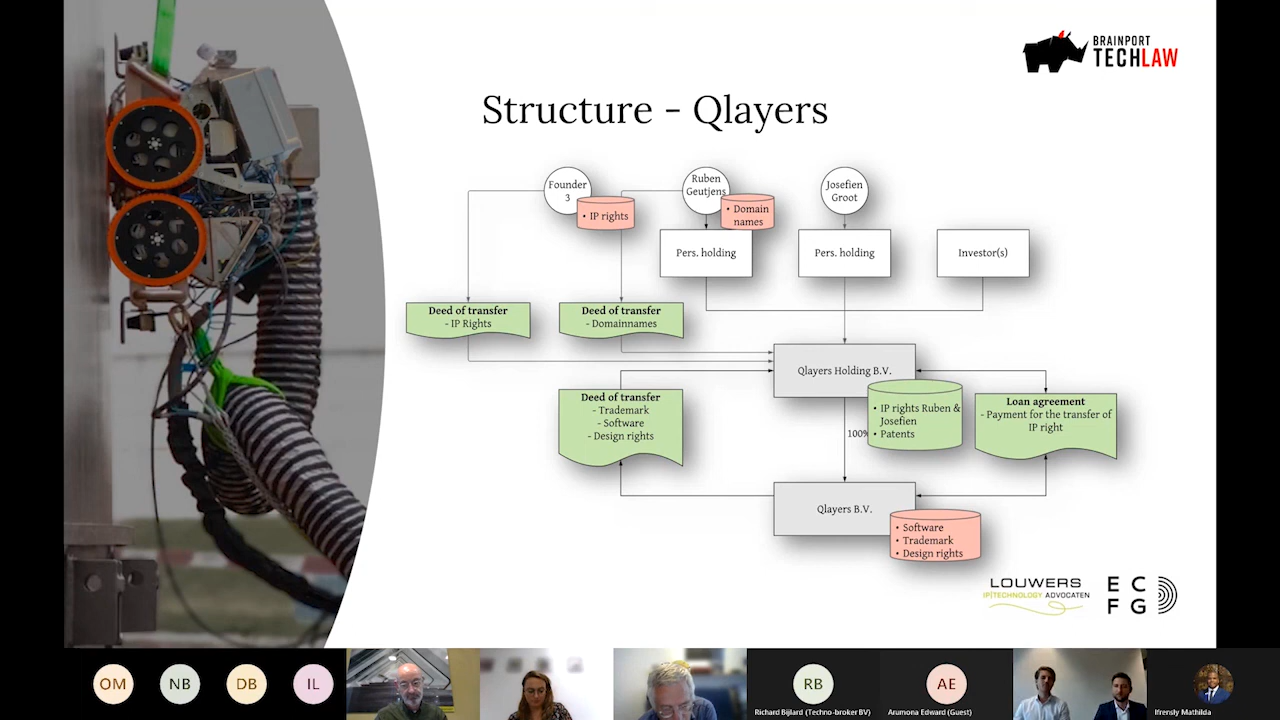 BRAINPORT
TECHLAW
Structure - Qlayers
Founder
3
• IP rights
Ruben
Geutjens
• Domain
names
Josefien
Groot
Pers. holding
Pers. holding
Investor(s)
Deed of transfer
- IP Rights
Deed of transfer
- Domainnames
Qlayers Holding B.V.
• IP rights Ruben &
Josefien
• Patents
Deed of transfer
- Trademark
- Software
- Design rights
Loan agreement
- Payment for the transfer of
IP right
100%
Qlayers B.V.
• Software
• Trademark
• Design rights
LOUWERS
IP|TECHNOLOGY ADVOCATEN
E C
F G
OM
NB
DB
IL
RB
Richard Bijlard (Techno-broker BV)
AE
Arumona Edward (Guest)
Ifrensly Mathilda